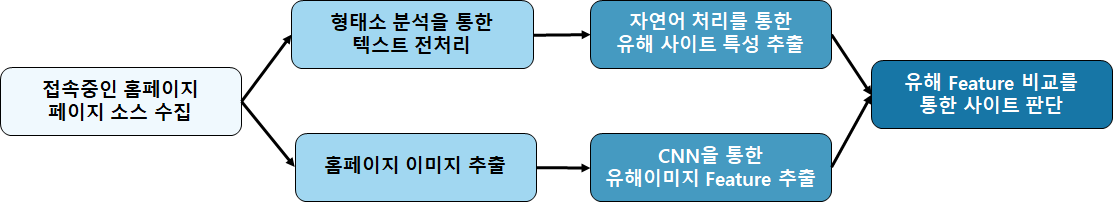 접속중인 홈페이지
페이지 소스 수집
형태소 분석을 통한
텍스트 전처리
자연어 처리를 통한
유해 사이트 특성 추출
홈페이지 이미지 추출
CNN을 통한
유해이미지 Feature 추출
유해 Feature 비교를
통한 사이트 판단